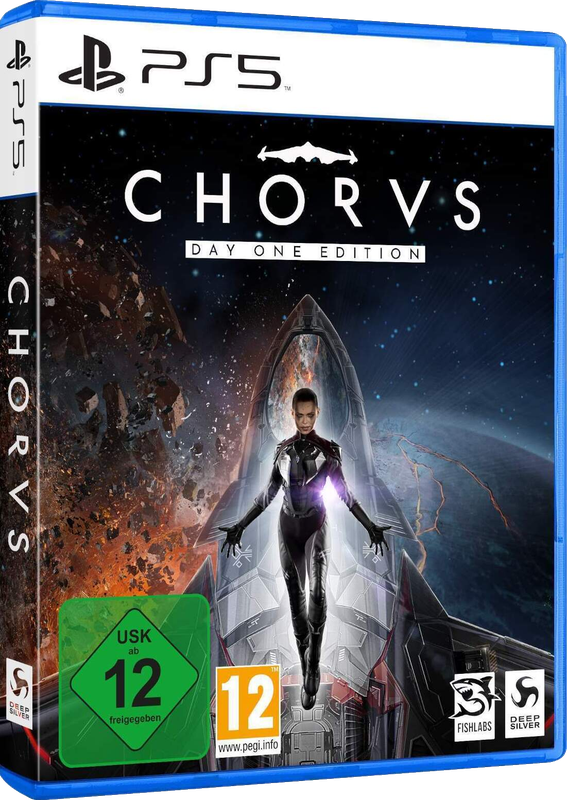 PS5
PS5
CHORVS
DAY ONE EDITION
CHORVS
USK
ab
12
freigegeben
12
www.pegi.info
FISHLABS
DEEP
SILVER
DEEP
SILVER